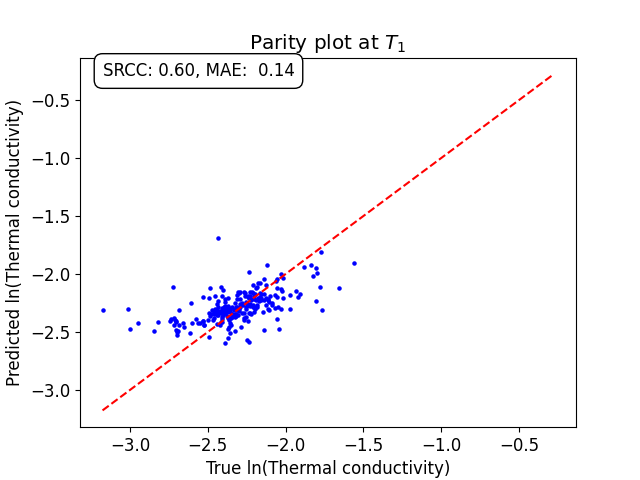 Parity plot at T₁
SRCC: 0.60, MAE:  0.14
Predicted ln(Thermal conductivity)
−0.5
−1.0
−1.5
−2.0
−2.5
−3.0
−3.0 −2.5 −2.0 −1.5 −1.0 −0.5
True ln(Thermal conductivity)